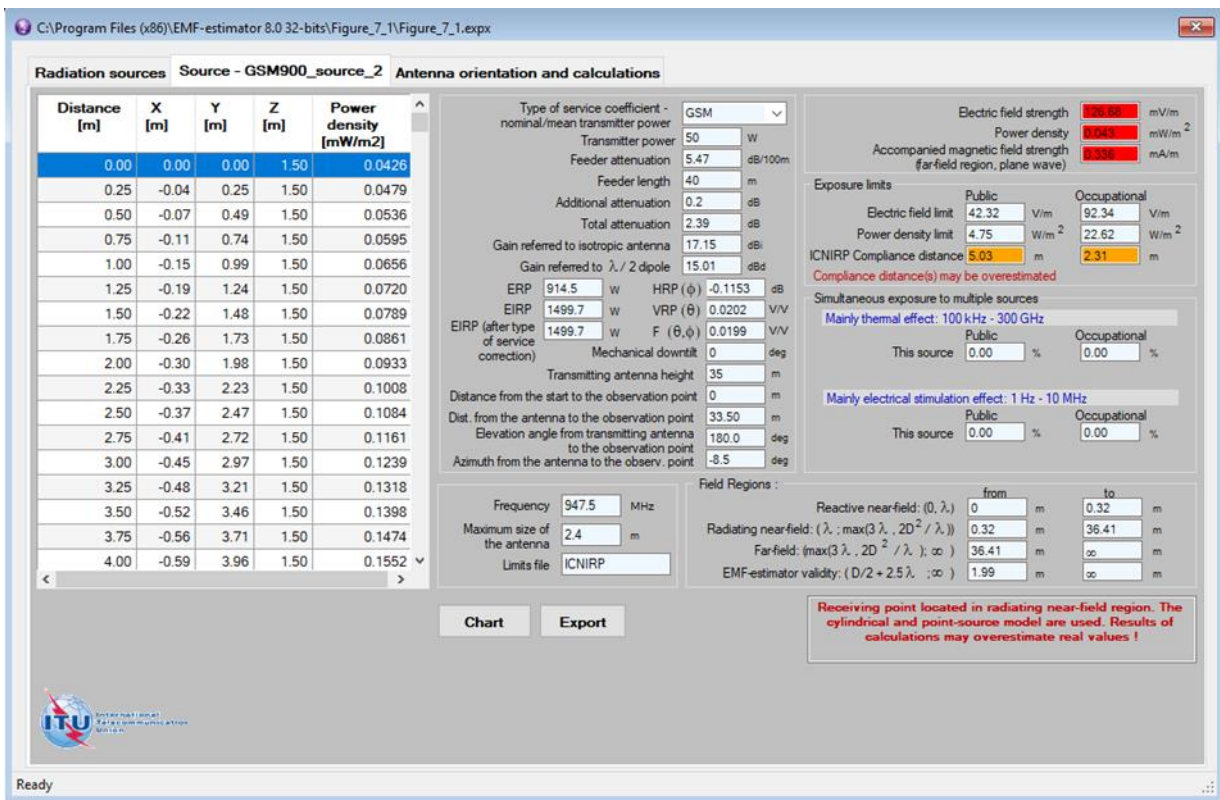 C:\Program Files (x86)\EMF-estimator 8.0 32-bits\Figure_7_1\Figure_7_1.expx
Radiation sources Source - GSM900_source_2 Antenna orientation and calculations
Distance [m] X [m] Y [m] Z [m] Power density [mW/m2]
0.00 0.00 0.00 1.50 0.0426
0.25 -0.04 0.25 1.50 0.0479
0.50 -0.07 0.49 1.50 0.0536
0.75 -0.11 0.74 1.50 0.0595
1.00 -0.15 0.99 1.50 0.0656
1.25 -0.19 1.24 1.50 0.0720
1.50 -0.22 1.48 1.50 0.0789
1.75 -0.26 1.73 1.50 0.0861
2.00 -0.30 1.98 1.50 0.0933
2.25 -0.33 2.23 1.50 0.1008
2.50 -0.37 2.47 1.50 0.1084
2.75 -0.41 2.72 1.50 0.1161
3.00 -0.45 2.97 1.50 0.1239
3.25 -0.48 3.21 1.50 0.1318
3.50 -0.52 3.46 1.50 0.1398
3.75 -0.56 3.71 1.50 0.1474
4.00 -0.59 3.96 1.50 0.1552
Type of service coefficient -
nominal/mean transmitter power GSM
Transmitter power 50 W
Feeder attenuation 5.47 dB/100m
Feeder length 40 m
Additional attenuation 0.2 dB
Total attenuation 2.39 dB
Gain referred to isotropic antenna 17.15 dBi
Gain referred to λ / 2 dipole 15.01 dBd
ERP 914.5 W HRP (ϕ) -0.1153 dB
EIRP 1499.7 W VRP (θ) 0.0202 V/V
EIRP (after type of service correction) 1499.7 W F (θ,ϕ) 0.0199 V/V
Mechanical downtilt 0 deg
Transmitting antenna height 35 m
Distance from the start to the observation point 0 m
Dist. from the antenna to the observation point 33.50 m
Elevation angle from transmitting antenna
to the observation point 180.0 deg
Azimuth from the antenna to the observ. point -8.5 deg
Electric field strength 126.68 mV/m
Power density 0.043 mW/m 2
Accompanied magnetic field strength
(far-field region, plane wave) 0.336 mA/m
Exposure limits
Public Occupational
Electric field limit 42.32 V/m 92.34 V/m
Power density limit 4.75 W/m 2 22.62 W/m 2
ICNIRP Compliance distance 5.03 m 2.31 m
Compliance distance(s) may be overestimated
Simultaneous exposure to multiple sources
Mainly thermal effect: 100 kHz - 300 GHz
Public Occupational
This source 0.00 % 0.00 %
Mainly electrical stimulation effect: 1 Hz - 10 MHz
Public Occupational
This source 0.00 % 0.00 %
Frequency 947.5 MHz
Maximum size of
the antenna 2.4 m
Limits file ICNIRP
Field Regions :
from to
Reactive near-field: (0, λ) 0 m 0.32 m
Radiating near-field: ( λ ; max(3 λ , 2D 2 / λ )) 0.32 m 36.41 m
Far-field: (max(3 λ , 2D 2 / λ ); ∞ ) 36.41 m ∞ m
EMF-estimator validity: ( D/2 + 2.5 λ ; ∞ ) 1.99 m ∞ m
Chart Export
Receiving point located in radiating near-field region. The
cylindrical and point-source model are used. Results of
calculations may overestimate real values !
ITU International
Telecommunication
Union
Ready